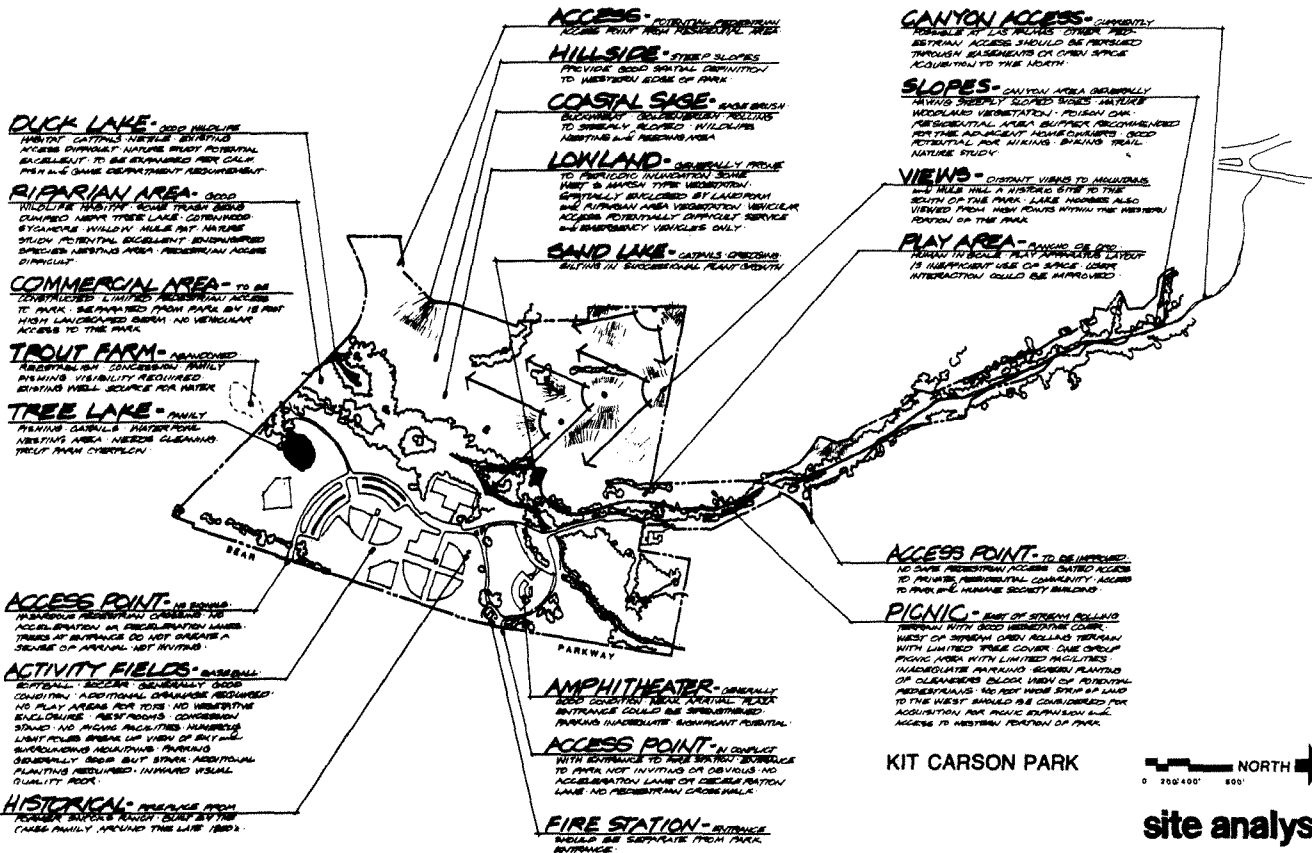 ACCESS- POTENTIAL PEDESTRIAN
ACCESS POINT FROM RESIDENTIAL AREA
HILLSIDE- STEEP SLOPES
PROVIDE GOOD SPATIAL DEFINITION
TO WESTERN EDGE OF PARK.
COASTAL SAGE- SAGE BRUSH
BUCKWHEAT · GOLDENBUSH · ROLLING
TO STEEPLY SLOPED · WILDLIFE
NESTING and FEEDING AREA
LOWLAND- GENERALLY PRONE
TO PERIODIC INUNDATION SOME
WET & MARSH TYPE VEGETATION
SPATIALLY ENCLOSED BY LANDFORM
and RIPARIAN AREA VEGETATION VEHICULAR
ACCESS POTENTIALLY DIFFICULT SERVICE
and EMERGENCY VEHICLES ONLY.
SAND LAKE- CATTAILS · DREDGING
SILTING IN SUCCESSIONAL PLANT GROWTH
CANYON ACCESS- CURRENTLY
POSSIBLE AT LAS PALMAS · OTHER PED-
ESTRIAN ACCESS SHOULD BE PERSUED
THROUGH EASEMENTS OR OPEN SPACE
ACQUISITION TO THE NORTH.
SLOPES- CANYON AREA GENERALLY
HAVING STEEPLY SLOPED SIDES · MATURE
WOODLAND VEGETATION · POISON OAK ·
RESIDENTIAL AREA BUFFER RECOMMENDED
FOR THE ADJACENT HOME OWNERS · GOOD
POTENTIAL FOR HIKING · BIKING TRAIL
NATURE STUDY.
VIEWS- DISTANT VIEWS TO MOUNTAINS
and MULE HILL A HISTORIC SITE TO THE
SOUTH OF THE PARK · LAKE HODGES ALSO
VIEWED FROM HIGH POINTS WITHIN THE WESTERN
PORTION OF THE PARK
PLAY AREA- RANCHO DE ORO
HUMAN IN SCALE · PLAY APPARATUS LAYOUT
IS INEFFICIENT USE OF SPACE · USER
INTERACTION COULD BE IMPROVED.
DUCK LAKE- GOOD WILDLIFE
HABITAT CATTAILS · EXISTING
ACCESS DIFFICULT · NATURE STUDY POTENTIAL
EXCELLENT · TO BE EXPANDED PER CALIF.
FISH and GAME DEPARTMENT REQUIREMENT.
RIPARIAN AREA- GOOD
WILDLIFE HABITAT · SOME TRASH BEING
DUMPED NEAR TREE LAKE · COTTONWOOD
SYCAMORE · WILLOW · MULE FAT · NATURE
STUDY POTENTIAL EXCELLENT ENDANGERED
SPECIES NESTING AREA · PEDESTRIAN ACCESS
DIFFICULT.
COMMERCIAL AREA- TO BE
CONSTRUCTED · LIMITED PEDESTRIAN ACCESS
TO PARK · SEPARATED FROM PARK BY 15 FOOT
HIGH LANDSCAPED BERM · NO VEHICULAR
ACCESS TO THE PARK
TROUT FARM- ABANDONED
REESTABLISH · CONCESSION · FAMILY
FISHING VISIBILITY REQUIRED
EXISTING WELL SOURCE FOR WATER
TREE LAKE- FAMILY
FISHING · CATTAILS · WATERFOWL
NESTING AREA · NEEDS CLEANING
TROUT FARM OVERFLOW.
BEAR
PARKWAY
ACCESS POINT- NO SIGNING
HAZARDOUS PEDESTRIAN CROSSING NO
ACCELERATION or DECELERATION LANES.
TREES AT ENTRANCE DO NOT CREATE A
SENSE OF ARRIVAL · NOT INVITING.
ACTIVITY FIELDS- BASEBALL
SOFTBALL · SOCCER · GENERALLY GOOD
CONDITION · ADDITIONAL DRAINAGE REQUIRED
NO PLAY AREAS FOR TOTS · NO VEGETATIVE
ENCLOSURE · RESTROOMS · CONCESSION
STAND · NO PICNIC FACILITIES · NUMEROUS
LIGHT POLES BREAK UP VIEW OF SKY and
SURROUNDING MOUNTAINS · PARKING
GENERALLY GOOD BUT STARK · ADDITIONAL
PLANTING REQUIRED · INWARD VISUAL
QUALITY POOR.
HISTORICAL- FIREPLACE FROM
FORMER RANCH · BUILT BY THE
FAMILY AROUND THE LATE
AMPHITHEATER- GENERALLY
GOOD CONDITION ARRIVAL PLAZA
ENTRANCE COULD BE STRENGTHENED
PARKING INADEQUATE SIGNIFICANT POTENTIAL.
ACCESS POINT- IN CONFLICT
WITH ENTRANCE TO FIRE STATION · ENTRANCE
TO PARK NOT INVITING OR OBVIOUS · NO
ACCELERATION LANE OR DECELERATION
LANE · NO PEDESTRIAN CROSSWALK.
FIRE STATION- ENTRANCE
SHOULD BE SEPARATE FROM PARK
ENTRANCE.
ACCESS POINT- TO BE IMPROVED.
NO SAFE PEDESTRIAN ACCESS · GATED ACCESS
TO PRIVATE RESIDENTIAL COMMUNITY · ACCESS
TO PARK and HUMANE SOCIETY BUILDING.
PICNIC- EAST OF STREAM ROLLING
TERRAIN WITH GOOD VEGETATIVE COVER.
WEST OF STREAM OPEN ROLLING TERRAIN
WITH LIMITED TREE COVER · ONE GROUP
PICNIC AREA WITH LIMITED FACILITIES ·
INADEQUATE PARKING · SCREEN PLANTING
OF OLEANDERS BLOCK VIEW OF POTENTIAL
PEDESTRIANS · 100 FOOT WIDE STRIP OF LAND
TO THE WEST SHOULD BE CONSIDERED FOR
ACQUISITION FOR PICNIC EXPANSION and
ACCESS TO WESTERN PORTION OF PARK
KIT CARSON PARK
NORTH
0 200' 400' 800'
site analys